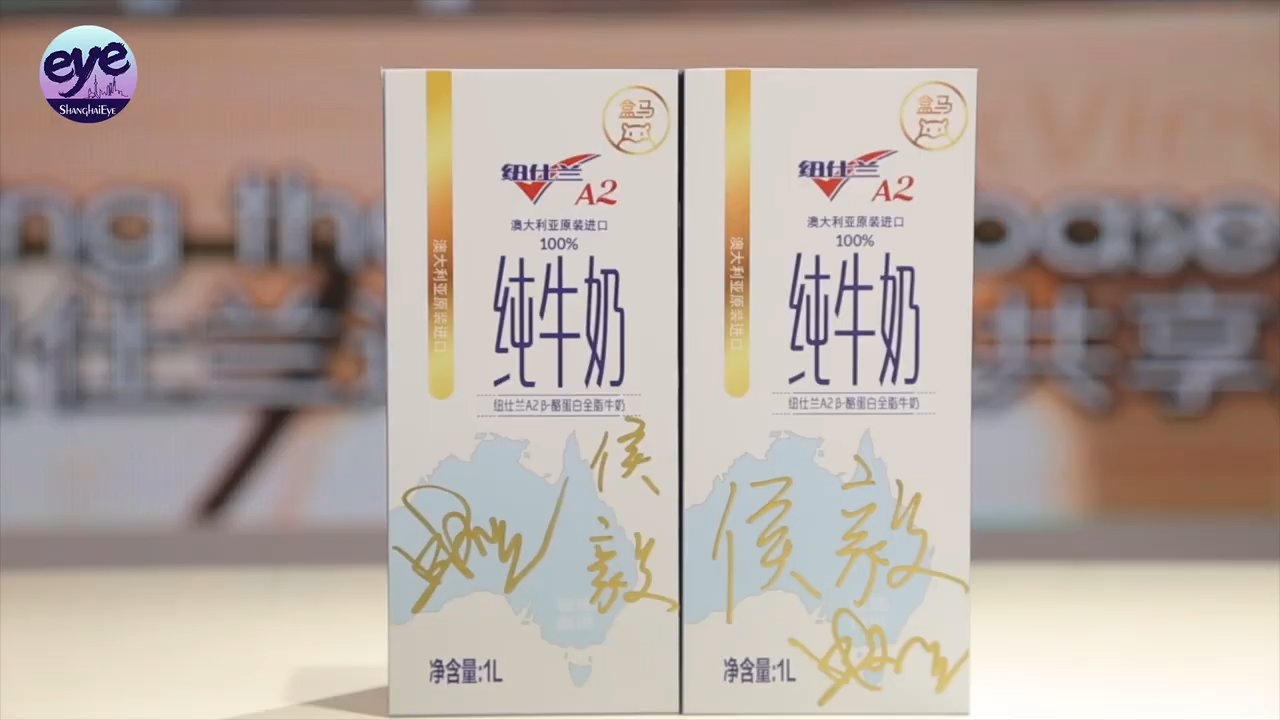 eye
SHANGHAIEYE
盒马
纽仕兰
A2
澳大利亚原装进口
100%
纯牛奶
纽仕兰A2 β-酪蛋白全脂牛奶
澳大利亚原装进口
侯
毅
净含量:1L
盒马
纽仕兰
A2
澳大利亚原装进口
100%
纯牛奶
纽仕兰A2 β-酪蛋白全脂牛奶
澳大利亚原装进口
侯毅
净含量:1L
共享